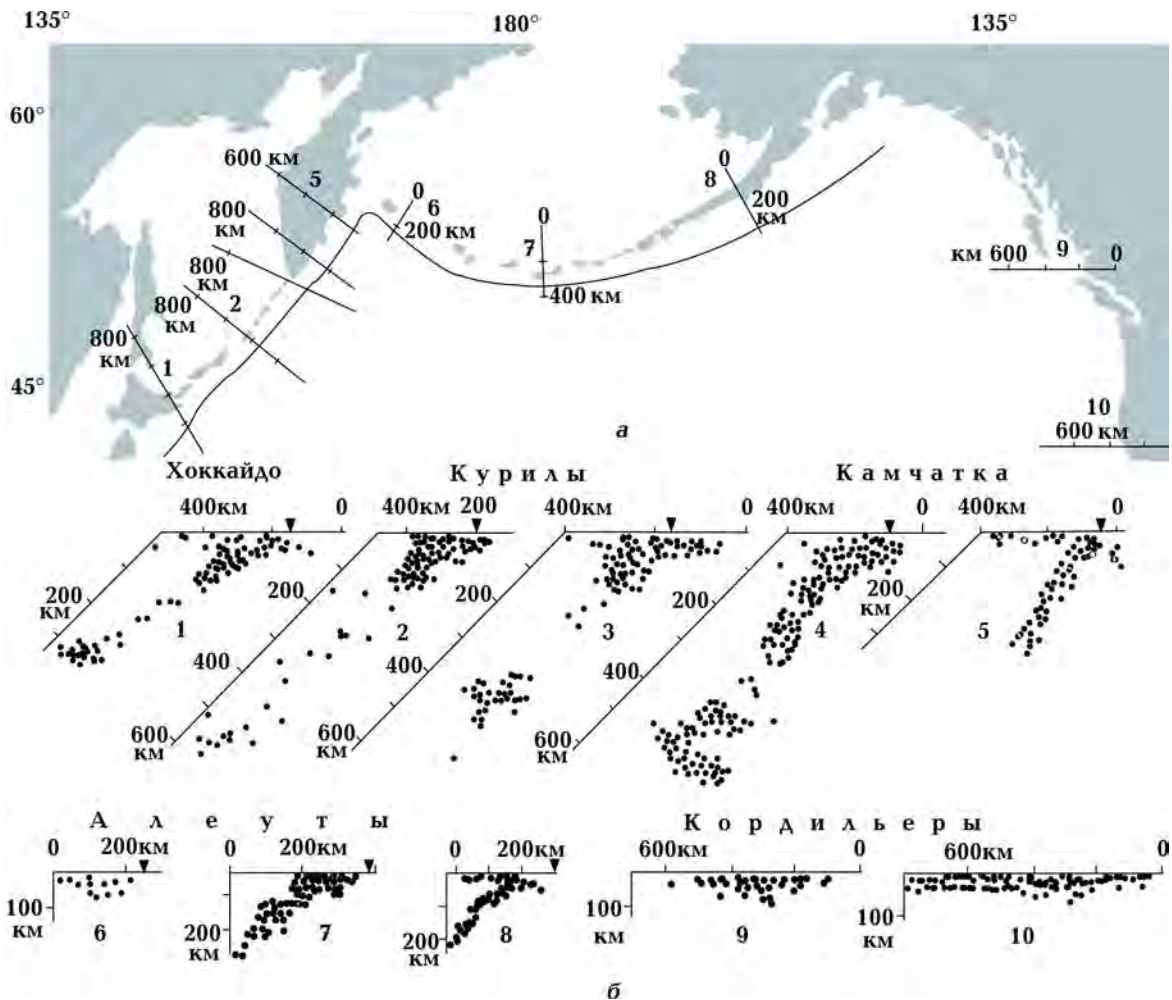 135° 180° 135°
60°
600 км
5
0
6
200 км
0
7
400 км
0
8
200
км
км 600 9 0
800
км
800
км
800
км
2
45°
800
км
1
10
600 км
а
Хоккайдо Курилы Камчатка
400км 0 400км 200 400км 0 400км 0 400км 0
200
км
200
200
200
км
1 2 3 4 5
400
400
600
км
600
км
600
км
Алеуты Кордильеры
0 200км 0 200км 0 200км 600км 0 600км 0
100
км
6
200
км
7
200
км
8
100
км
9
100
км
10
б